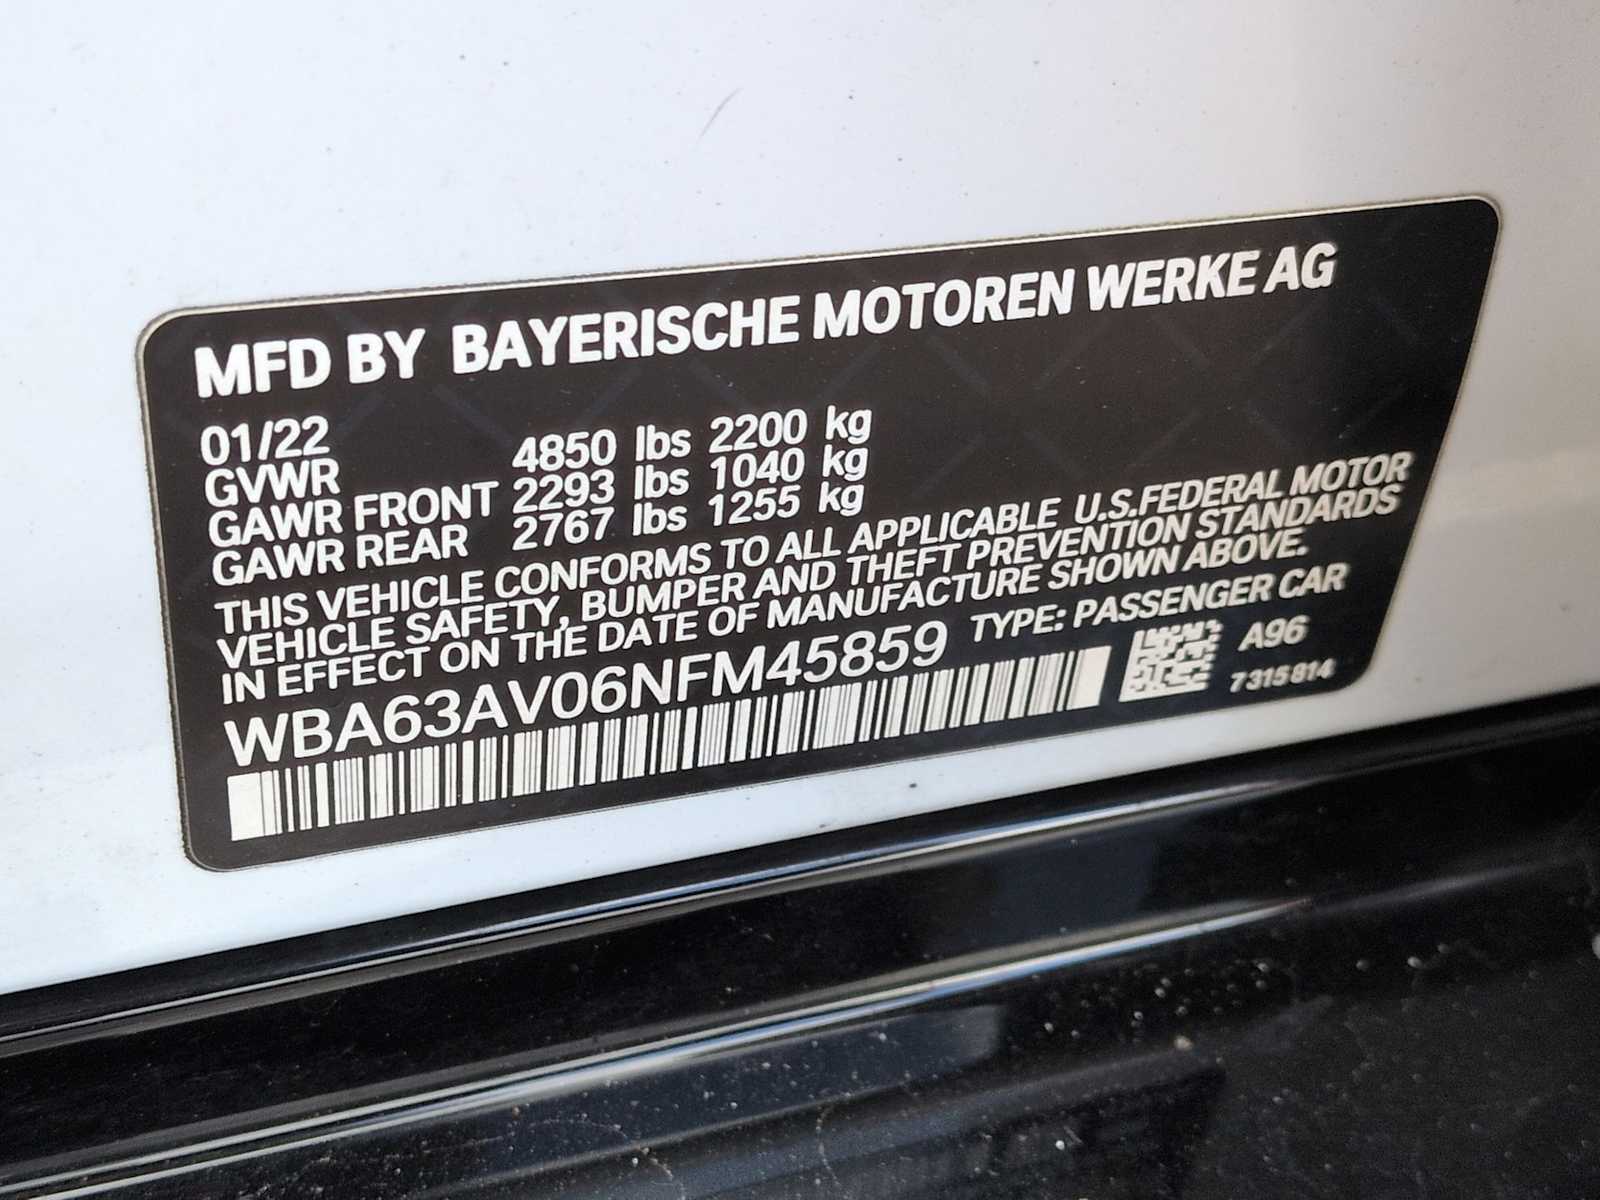 MFD BY BAYERISCHE MOTOREN WERKE AG
01/22
GVWR 4850 lbs 2200 kg
GAWR FRONT 2293 lbs 1040 kg
GAWR REAR 2767 lbs 1255 kg
THIS VEHICLE CONFORMS TO ALL APPLICABLE U.S.FEDERAL MOTOR
VEHICLE SAFETY, BUMPER AND THEFT PREVENTION STANDARDS
IN EFFECT ON THE DATE OF MANUFACTURE SHOWN ABOVE.
WBA63AV06NFM45859 TYPE: PASSENGER CAR
A96
7315814